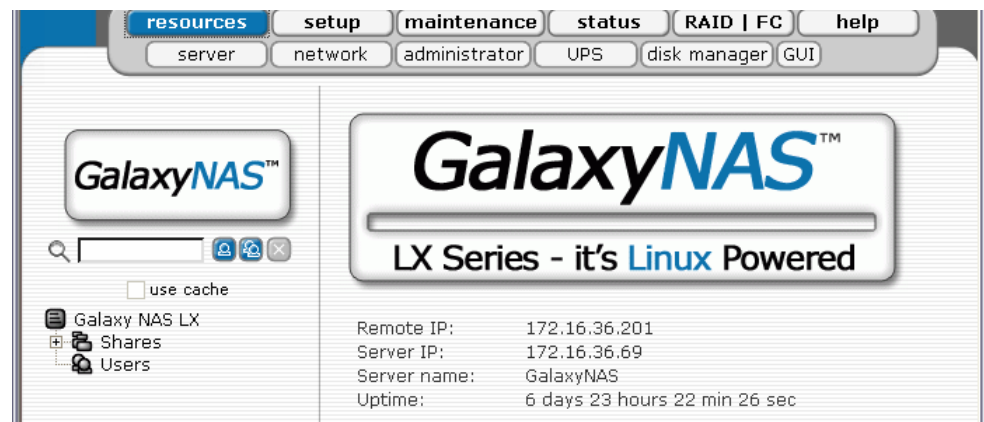 resources setup maintenance status RAID | FC help
server network administrator UPS disk manager GUI
GalaxyNAS™
use cache
Galaxy NAS LX
Shares
Users
GalaxyNAS™
LX Series - it's Linux Powered
Remote IP: 172.16.36.201
Server IP: 172.16.36.69
Server name: GalaxyNAS
Uptime: 6 days 23 hours 22 min 26 sec